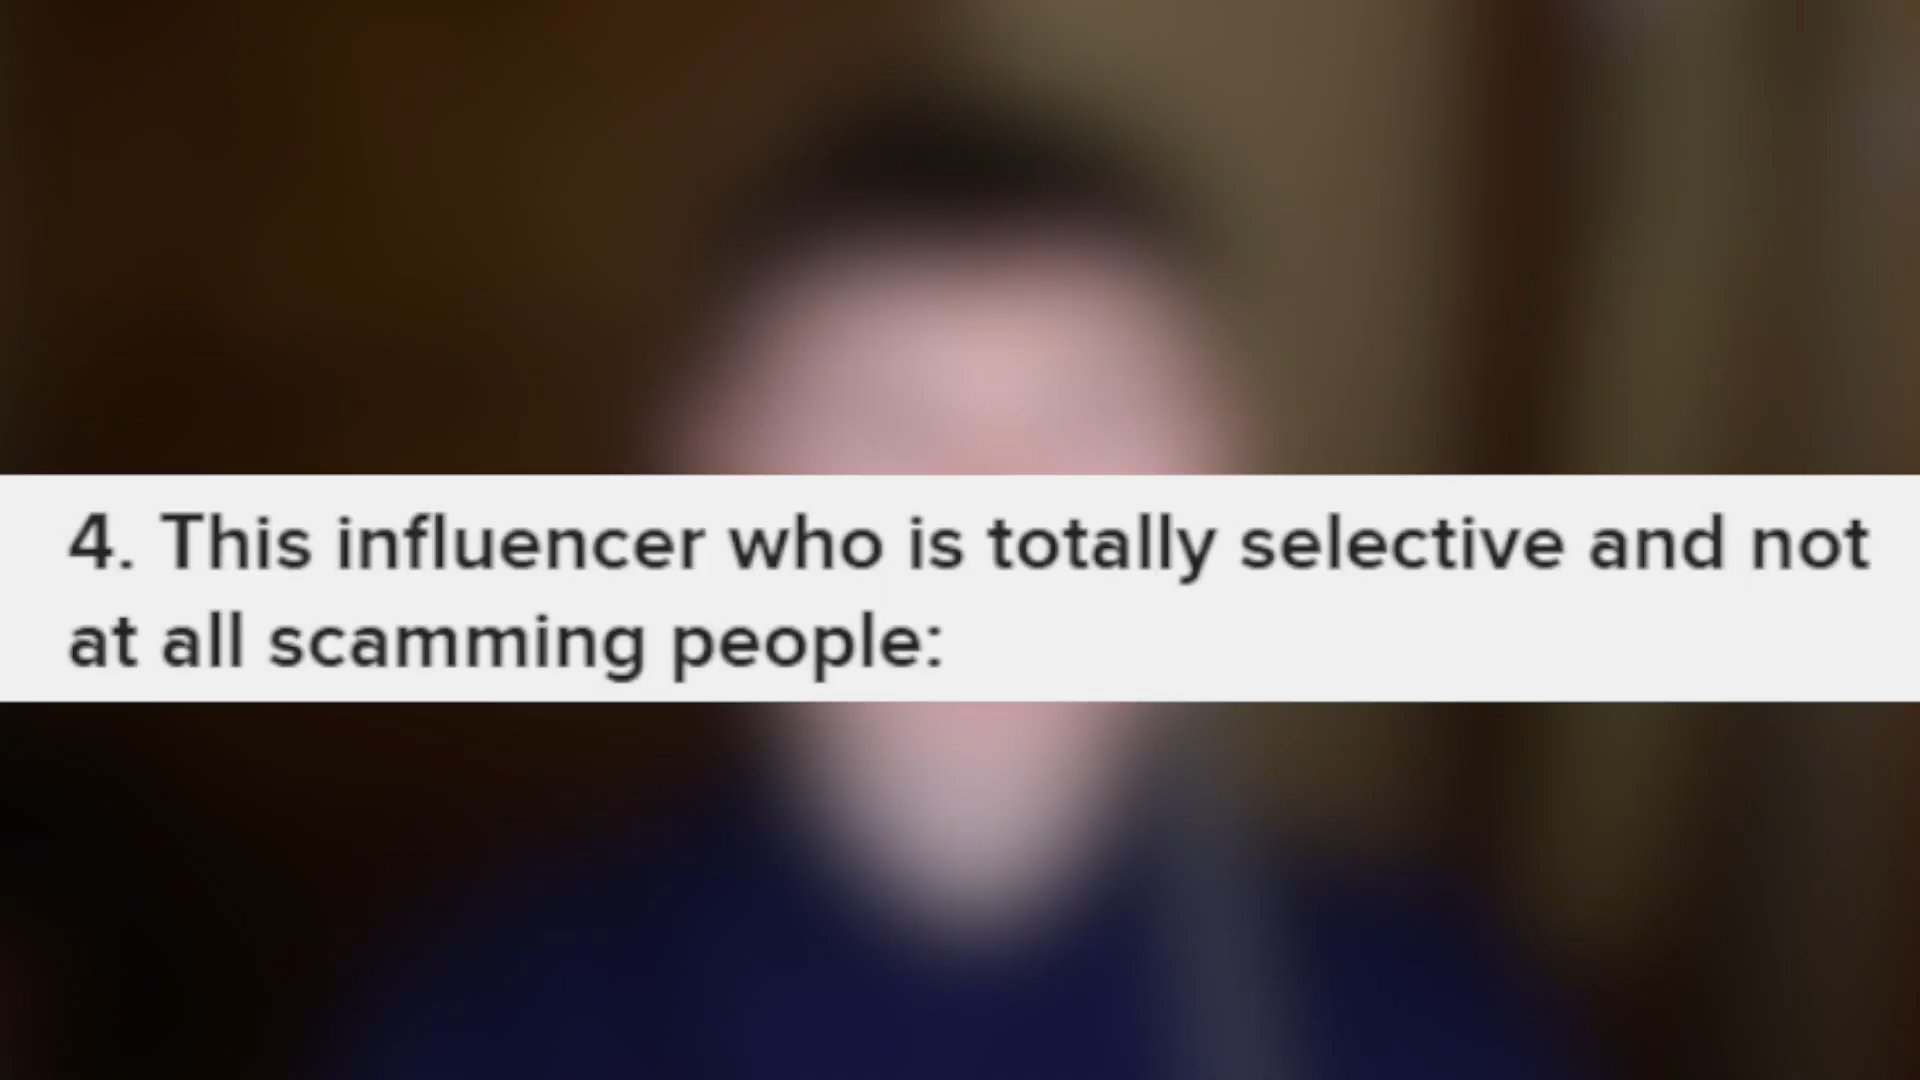 4. This influencer who is totally selective and not
at all scamming people: